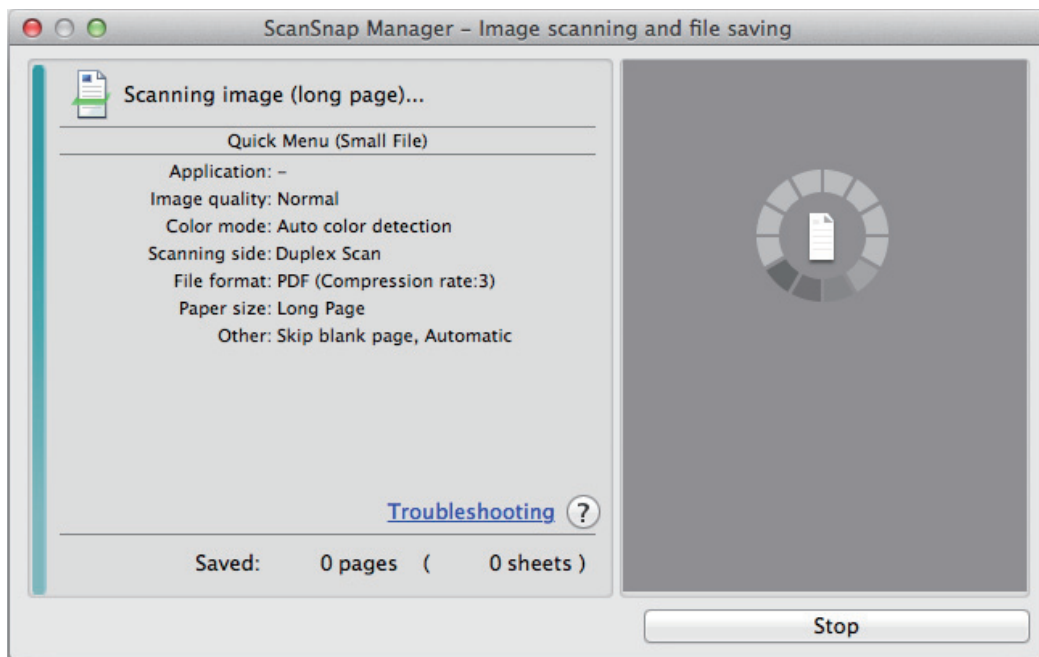 ScanSnap Manager – Image scanning and file saving
Scanning image (long page)...
Quick Menu (Small File)
Application: –
Image quality: Normal
Color mode: Auto color detection
Scanning side: Duplex Scan
File format: PDF (Compression rate:3)
Paper size: Long Page
Other: Skip blank page, Automatic
Troubleshooting ?
Saved: 0 pages ( 0 sheets )
Stop